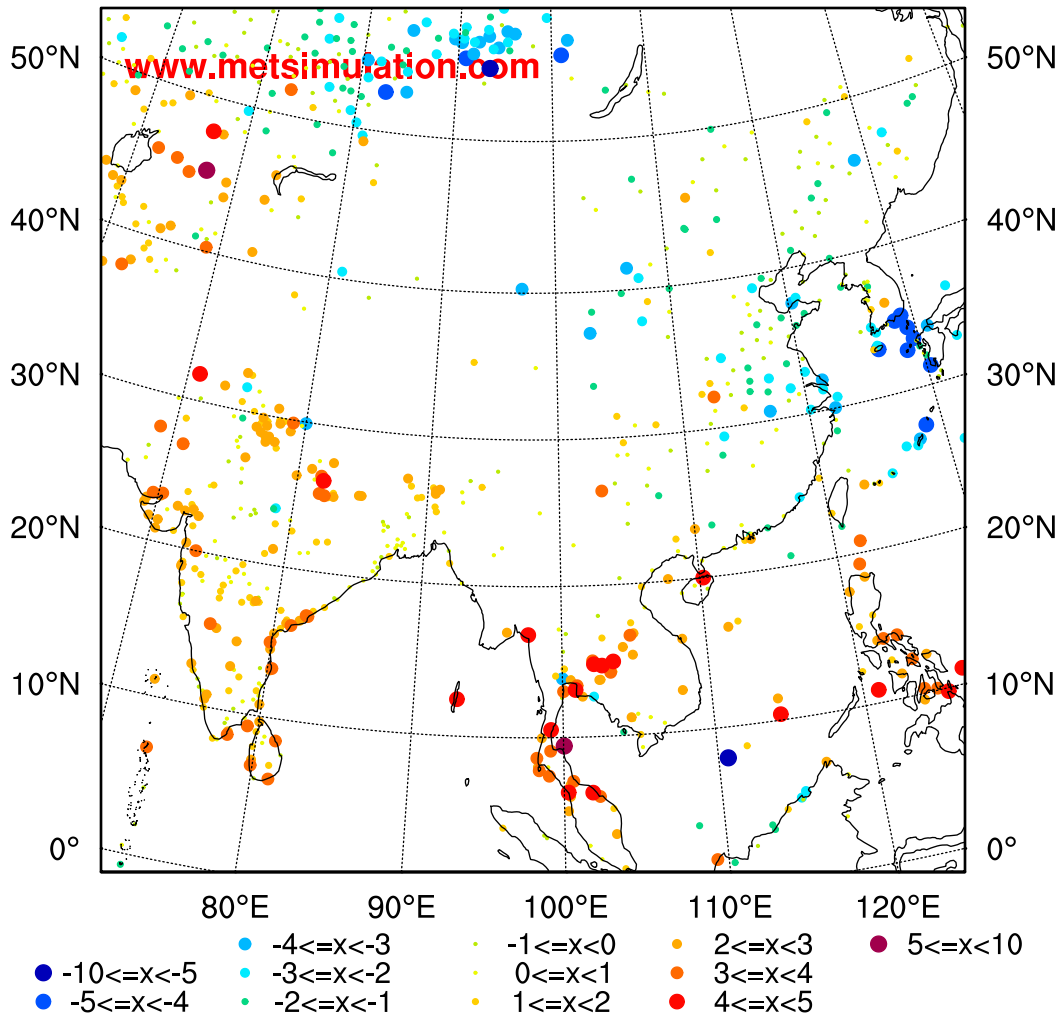 50°N 50°N
www.metsimulation.com
40°N 40°N
30°N 30°N
20°N 20°N
10°N 10°N
0° 0°
80°E 90°E 100°E 110°E 120°E
-4<=x<-3 -1<=x<0 2<=x<3 5<=x<10
-10<=x<-5 -3<=x<-2 0<=x<1 3<=x<4
-5<=x<-4 -2<=x<-1 1<=x<2 4<=x<5